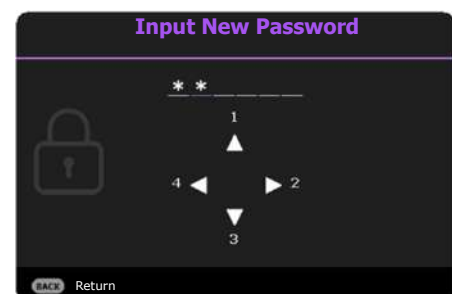 Input New Password
* * _ _ _ _
1
4 2
3
BACK Return